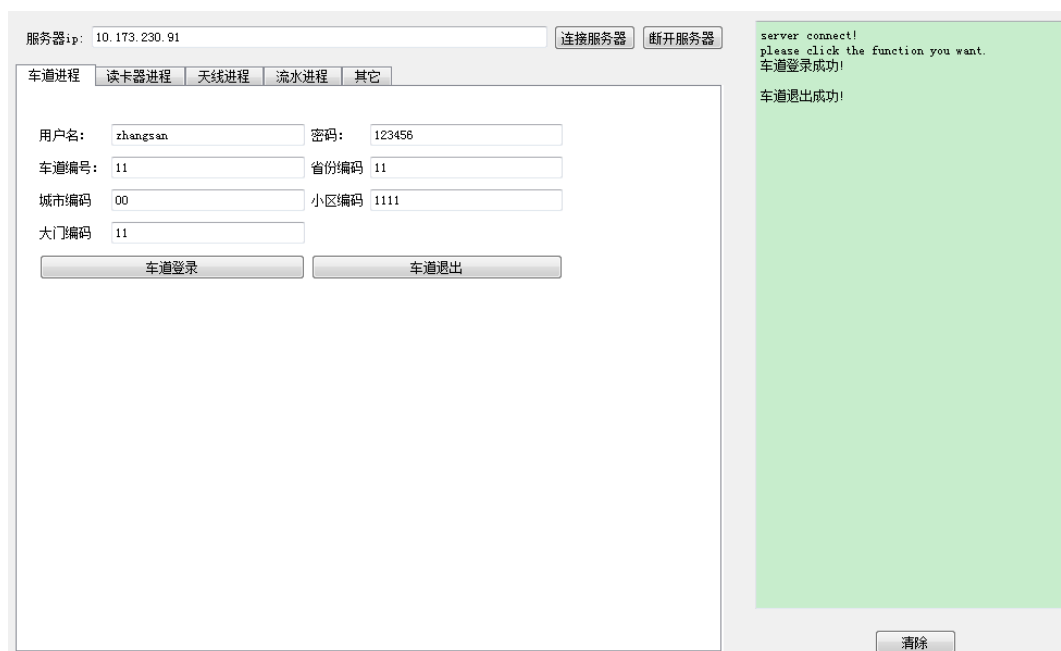 服务器ip: 10.173.230.91 连接服务器 断开服务器
车道进程 读卡器进程 天线进程 流水进程 其它
用户名: zhangsan 密码: 123456
车道编号: 11 省份编码 11
城市编码 00 小区编码 1111
大门编码 11
车道登录 车道退出
server connect!
please click the function you want.
车道登录成功!
车道退出成功!
清除